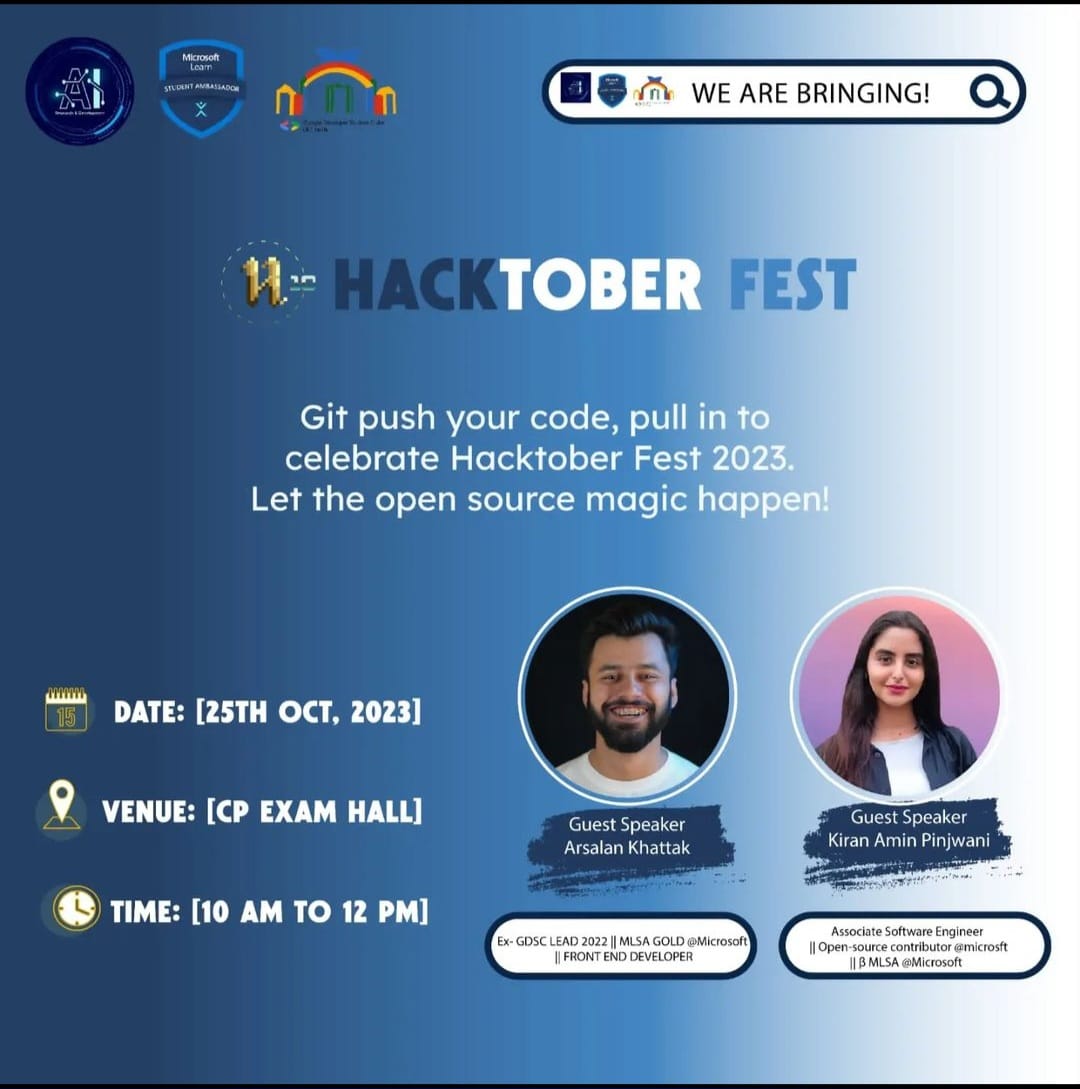 AI
Microsoft
Learn
STUDENT AMBASSADOR
WE ARE BRINGING!
HACKTOBER FEST
Git push your code, pull in to
celebrate Hacktober Fest 2023.
Let the open source magic happen!
15
DATE: [25TH OCT, 2023]
VENUE: [CP EXAM HALL]
TIME: [10 AM TO 12 PM]
Guest Speaker
Arsalan Khattak
Ex- GDSC LEAD 2022 || MLSA GOLD @Microsoft
|| FRONT END DEVELOPER
Guest Speaker
Kiran Amin Pinjwani
Associate Software Engineer
|| Open-source contributor @microsft
|| β MLSA @Microsoft